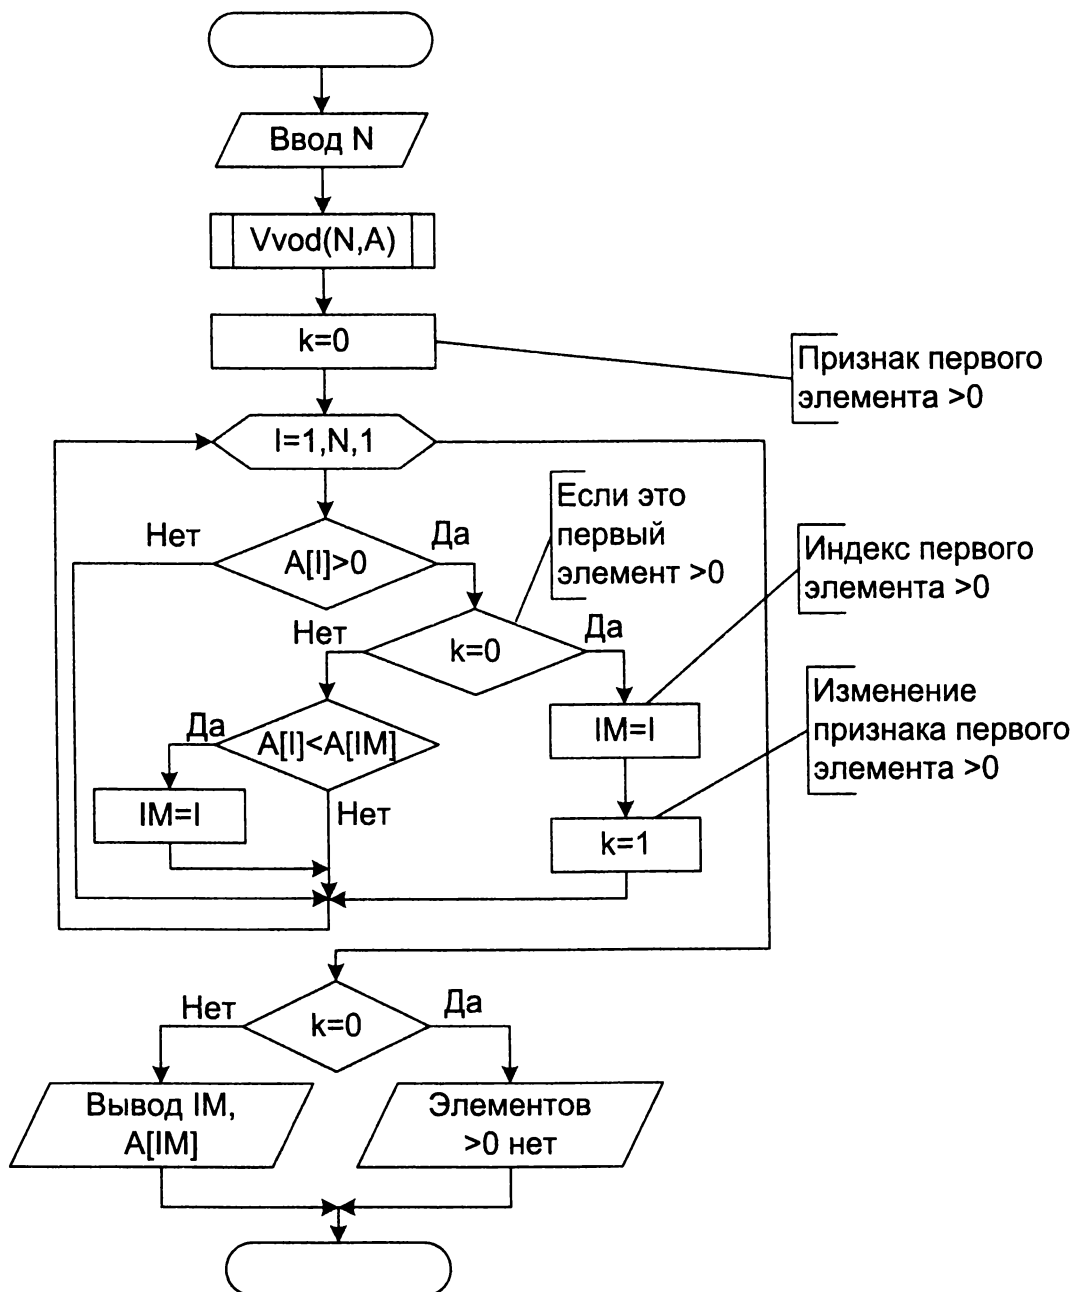 Ввод N
Vvod(N,A)
k=0
Признак первого
элемента >0
I=1,N,1
Если это
первый
элемент >0
Нет
Да
A[I]>0
Индекс первого
элемента >0
Нет
Да
k=0
Изменение
признака первого
элемента >0
Да
A[I]<A[IM]
IM=I
IM=I
Нет
k=1
Нет
Да
k=0
Вывод IM,
A[IM]
Элементов
>0 нет